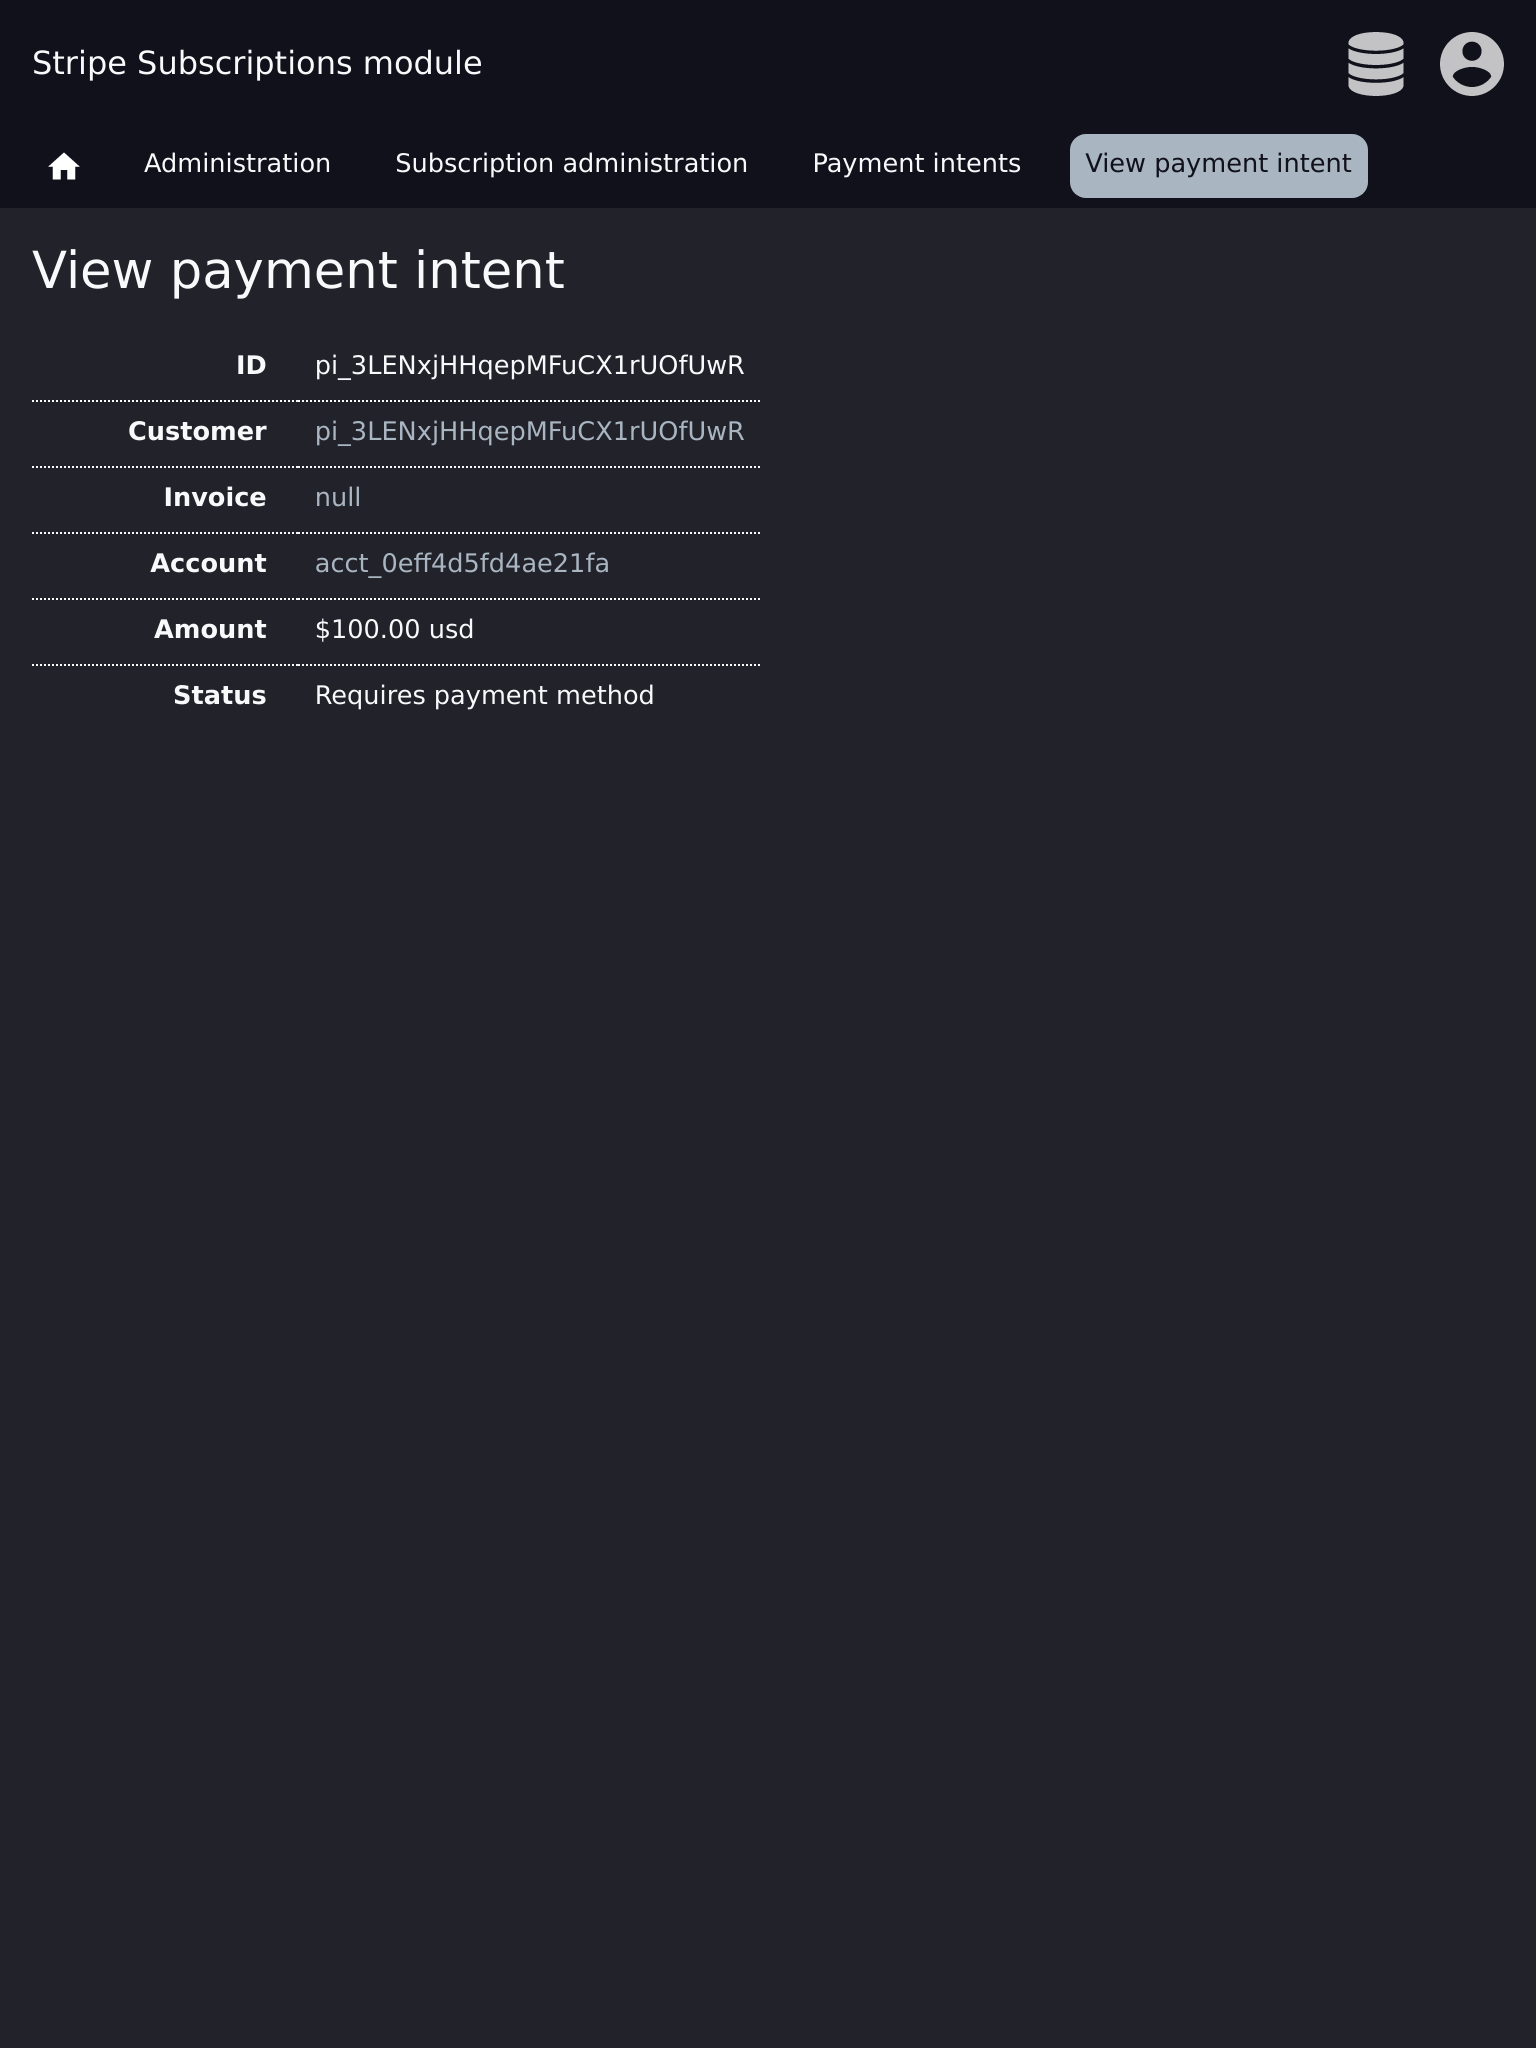 Stripe Subscriptions module
Administration Subscription administration Payment intents View payment intent
View payment intent
ID pi_3LENxjHHqepMFuCX1rUOfUwR
Customer pi_3LENxjHHqepMFuCX1rUOfUwR
Invoice null
Account acct_0eff4d5fd4ae21fa
Amount $100.00 usd
Status Requires payment method